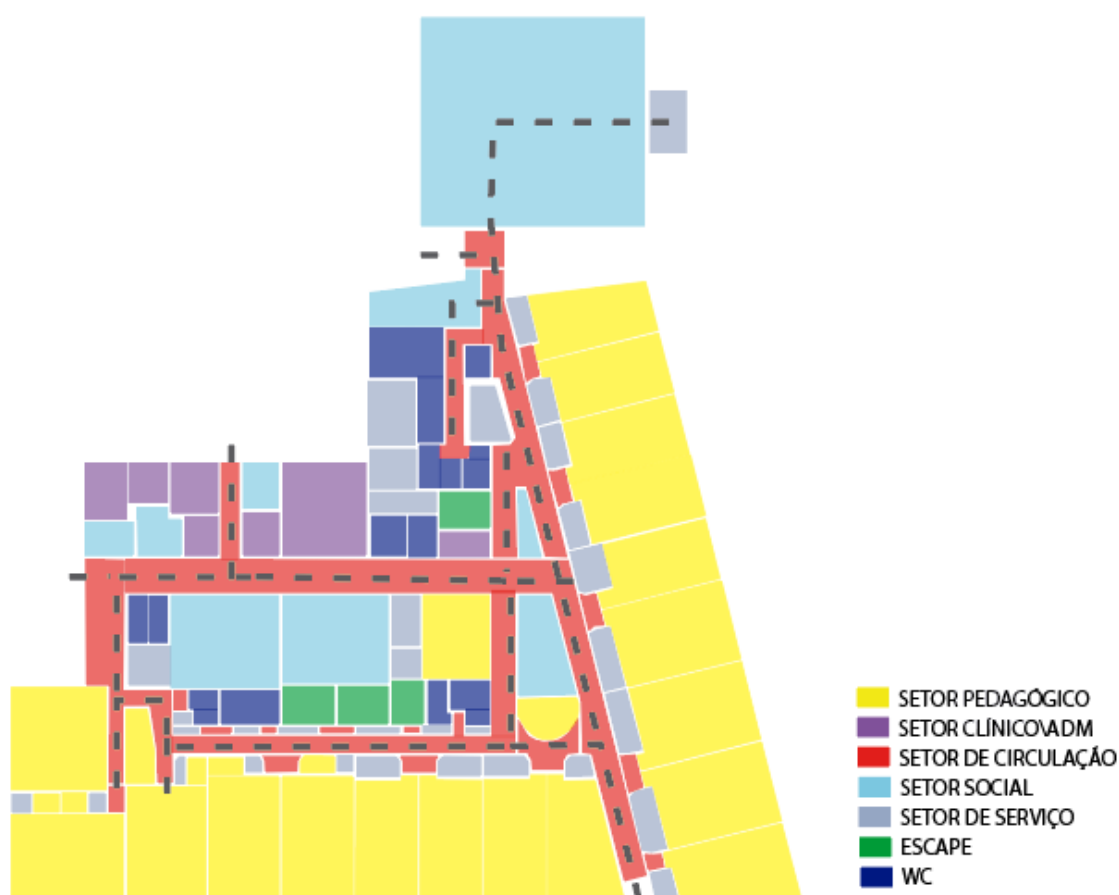 SETOR PEDAGÓGICO
SETOR CLÍNICO\ADM
SETOR DE CIRCULAÇÃO
SETOR SOCIAL
SETOR DE SERVIÇO
ESCAPE
WC